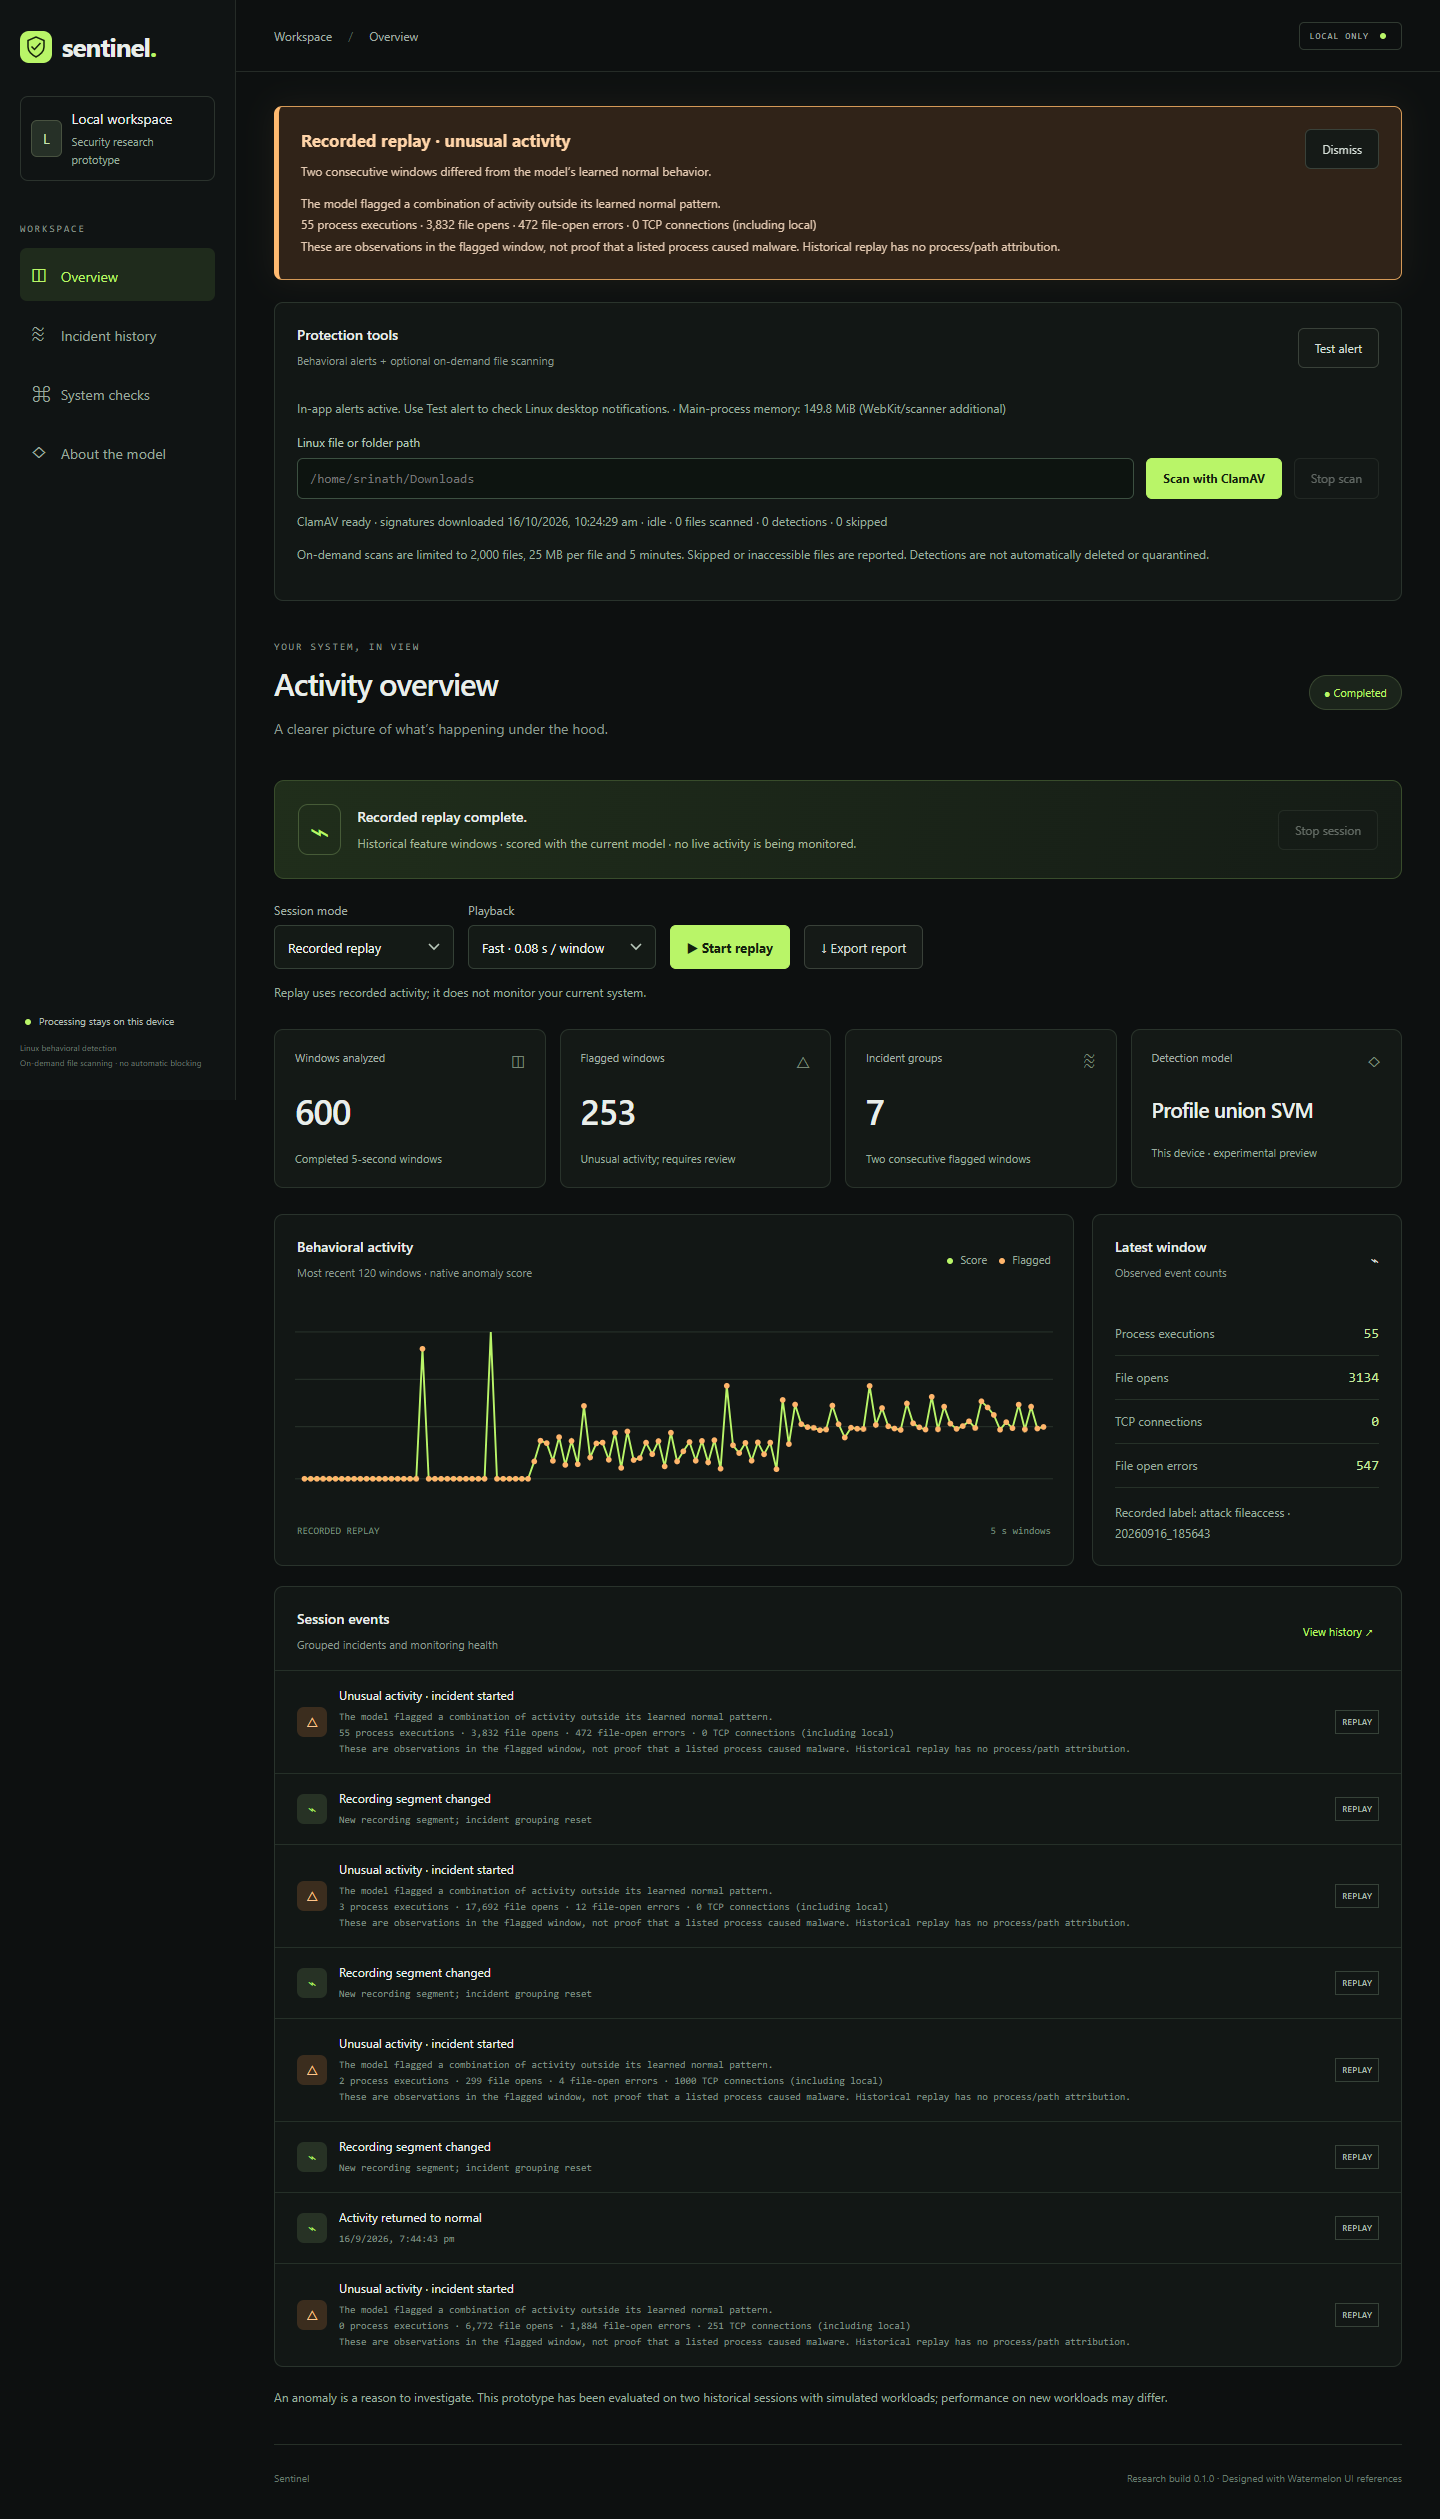 sentinel.
L
Local workspace
Security research
prototype
WORKSPACE
Overview
Incident history
System checks
About the model
Processing stays on this device
Linux behavioral detection
On-demand file scanning · no automatic blocking
Workspace / Overview
LOCAL ONLY
Recorded replay · unusual activity
Dismiss
Two consecutive windows differed from the model’s learned normal behavior.
The model flagged a combination of activity outside its learned normal pattern.
55 process executions · 3,832 file opens · 472 file-open errors · 0 TCP connections (including local)
These are observations in the flagged window, not proof that a listed process caused malware. Historical replay has no process/path attribution.
Protection tools
Behavioral alerts + optional on-demand file scanning
Test alert
In-app alerts active. Use Test alert to check Linux desktop notifications. · Main-process memory: 149.8 MiB (WebKit/scanner additional)
Linux file or folder path
/home/srinath/Downloads
Scan with ClamAV
Stop scan
ClamAV ready · signatures downloaded 16/10/2026, 10:24:29 am · idle · 0 files scanned · 0 detections · 0 skipped
On-demand scans are limited to 2,000 files, 25 MB per file and 5 minutes. Skipped or inaccessible files are reported. Detections are not automatically deleted or quarantined.
YOUR SYSTEM, IN VIEW
Activity overview
A clearer picture of what’s happening under the hood.
Completed
Recorded replay complete.
Historical feature windows · scored with the current model · no live activity is being monitored.
Stop session
Session mode
Playback
Recorded replay
Fast · 0.08 s / window
▶ Start replay
↓ Export report
Replay uses recorded activity; it does not monitor your current system.
Windows analyzed
600
Completed 5-second windows
Flagged windows
253
Unusual activity; requires review
Incident groups
7
Two consecutive flagged windows
Detection model
Profile union SVM
This device · experimental preview
Behavioral activity
Most recent 120 windows · native anomaly score
Score
Flagged
RECORDED REPLAY
5 s windows
Latest window
Observed event counts
Process executions 55
File opens 3134
TCP connections 0
File open errors 547
Recorded label: attack fileaccess ·
20260916_185643
Session events
Grouped incidents and monitoring health
View history ↗
Unusual activity · incident started
The model flagged a combination of activity outside its learned normal pattern.
55 process executions · 3,832 file opens · 472 file-open errors · 0 TCP connections (including local)
These are observations in the flagged window, not proof that a listed process caused malware. Historical replay has no process/path attribution.
REPLAY
Recording segment changed
New recording segment; incident grouping reset
REPLAY
Unusual activity · incident started
The model flagged a combination of activity outside its learned normal pattern.
3 process executions · 17,692 file opens · 12 file-open errors · 0 TCP connections (including local)
These are observations in the flagged window, not proof that a listed process caused malware. Historical replay has no process/path attribution.
REPLAY
Recording segment changed
New recording segment; incident grouping reset
REPLAY
Unusual activity · incident started
The model flagged a combination of activity outside its learned normal pattern.
2 process executions · 299 file opens · 4 file-open errors · 1000 TCP connections (including local)
These are observations in the flagged window, not proof that a listed process caused malware. Historical replay has no process/path attribution.
REPLAY
Recording segment changed
New recording segment; incident grouping reset
REPLAY
Activity returned to normal
16/9/2026, 7:44:43 pm
REPLAY
Unusual activity · incident started
The model flagged a combination of activity outside its learned normal pattern.
0 process executions · 6,772 file opens · 1,884 file-open errors · 251 TCP connections (including local)
These are observations in the flagged window, not proof that a listed process caused malware. Historical replay has no process/path attribution.
REPLAY
An anomaly is a reason to investigate. This prototype has been evaluated on two historical sessions with simulated workloads; performance on new workloads may differ.
Sentinel
Research build 0.1.0 · Designed with Watermelon UI references